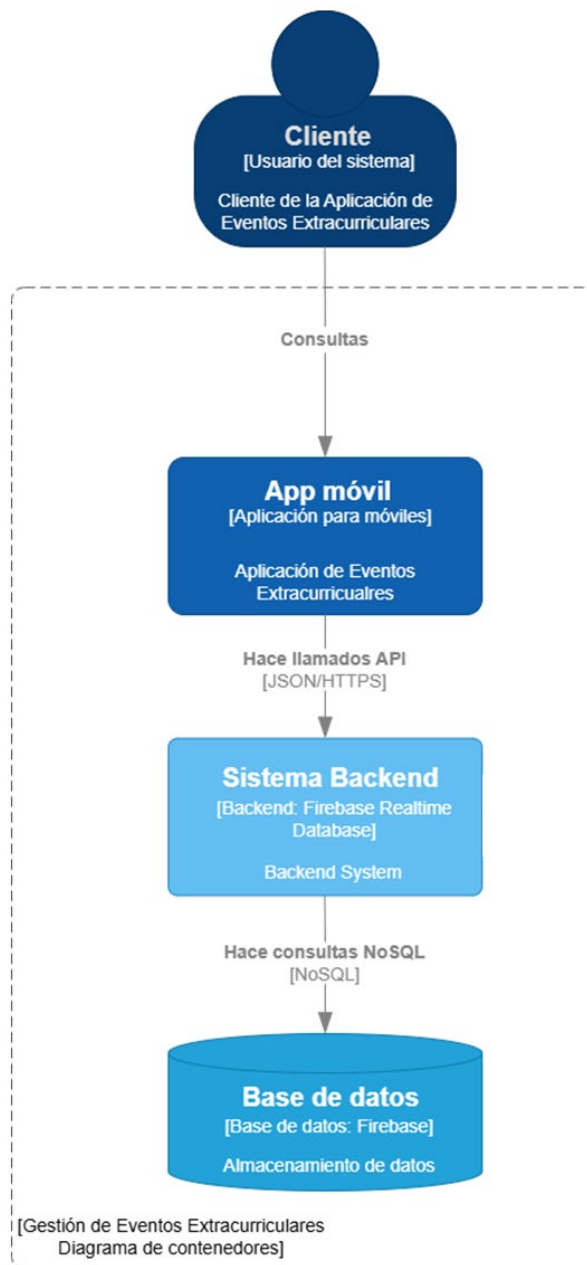 Cliente
[Usuario del sistema]
Cliente de la Aplicación de
Eventos Extracurriculares
Consultas
App móvil
[Aplicación para móviles]
Aplicación de Eventos
Extracurricualres
Hace llamados API
[JSON/HTTPS]
Sistema Backend
[Backend: Firebase Realtime
Database]
Backend System
Hace consultas NoSQL
[NoSQL]
Base de datos
[Base de datos: Firebase]
Almacenamiento de datos
[Gestión de Eventos Extracurriculares
Diagrama de contenedores]